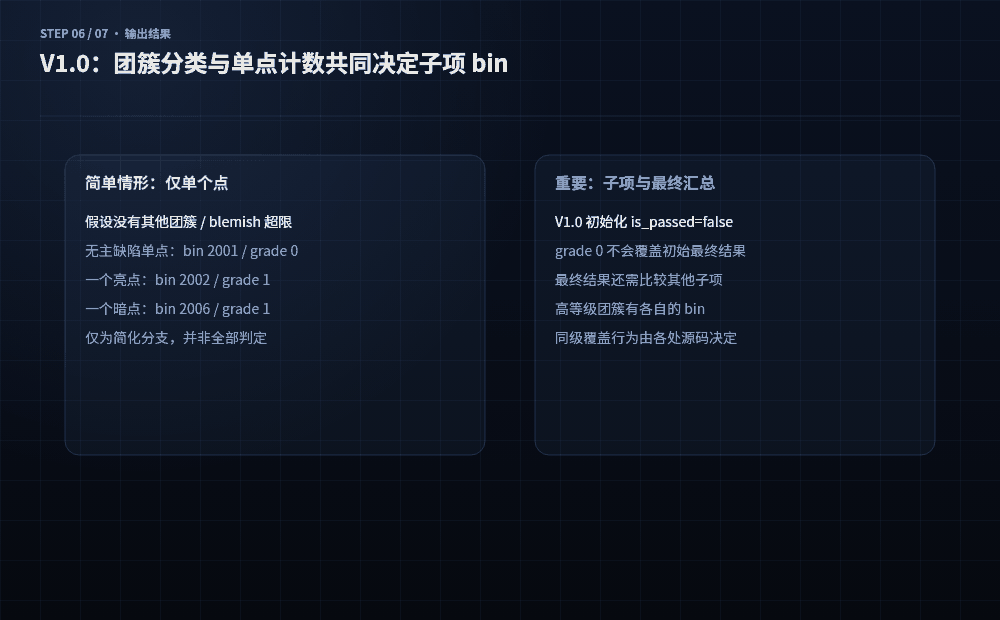 STEP 06 / 07 · 输出结果
V1.0：团簇分类与单点计数共同决定子项 bin
简单情形：仅单个点
假设没有其他团簇 / blemish 超限
无主缺陷单点：bin 2001 / grade 0
一个亮点：bin 2002 / grade 1
一个暗点：bin 2006 / grade 1
仅为简化分支，并非全部判定
重要：子项与最终汇总
V1.0 初始化 is_passed=false
grade 0 不会覆盖初始最终结果
最终结果还需比较其他子项
高等级团簇有各自的 bin
同级覆盖行为由各处源码决定